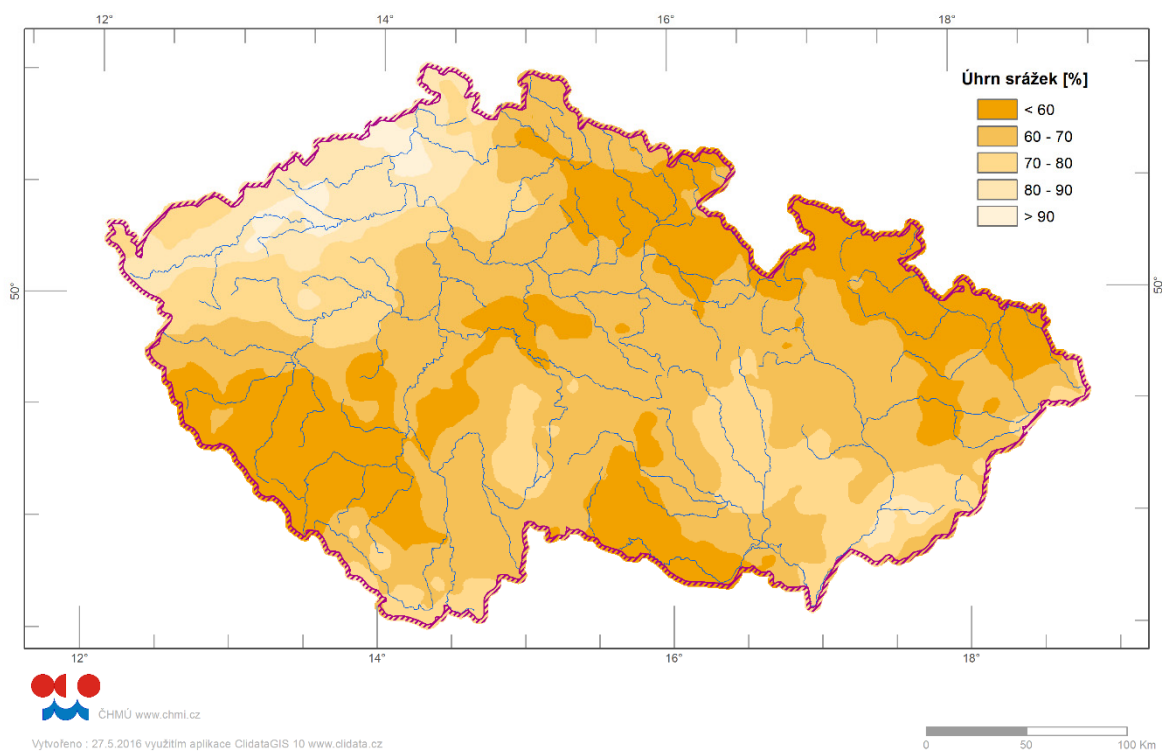 12° 14° 16° 18°
Úhrn srážek [%]
< 60
60 - 70
70 - 80
80 - 90
> 90
50° 50°
12° 14° 16° 18°
ČHMÚ www.chmi.cz
Vytvořeno : 27.5.2016 využitím aplikace ClidataGIS 10 www.clidata.cz
0 50 100 Km